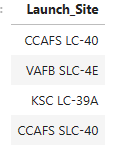 Launch_Site
CCAFS LC-40
VAFB SLC-4E
KSC LC-39A
CCAFS SLC-40